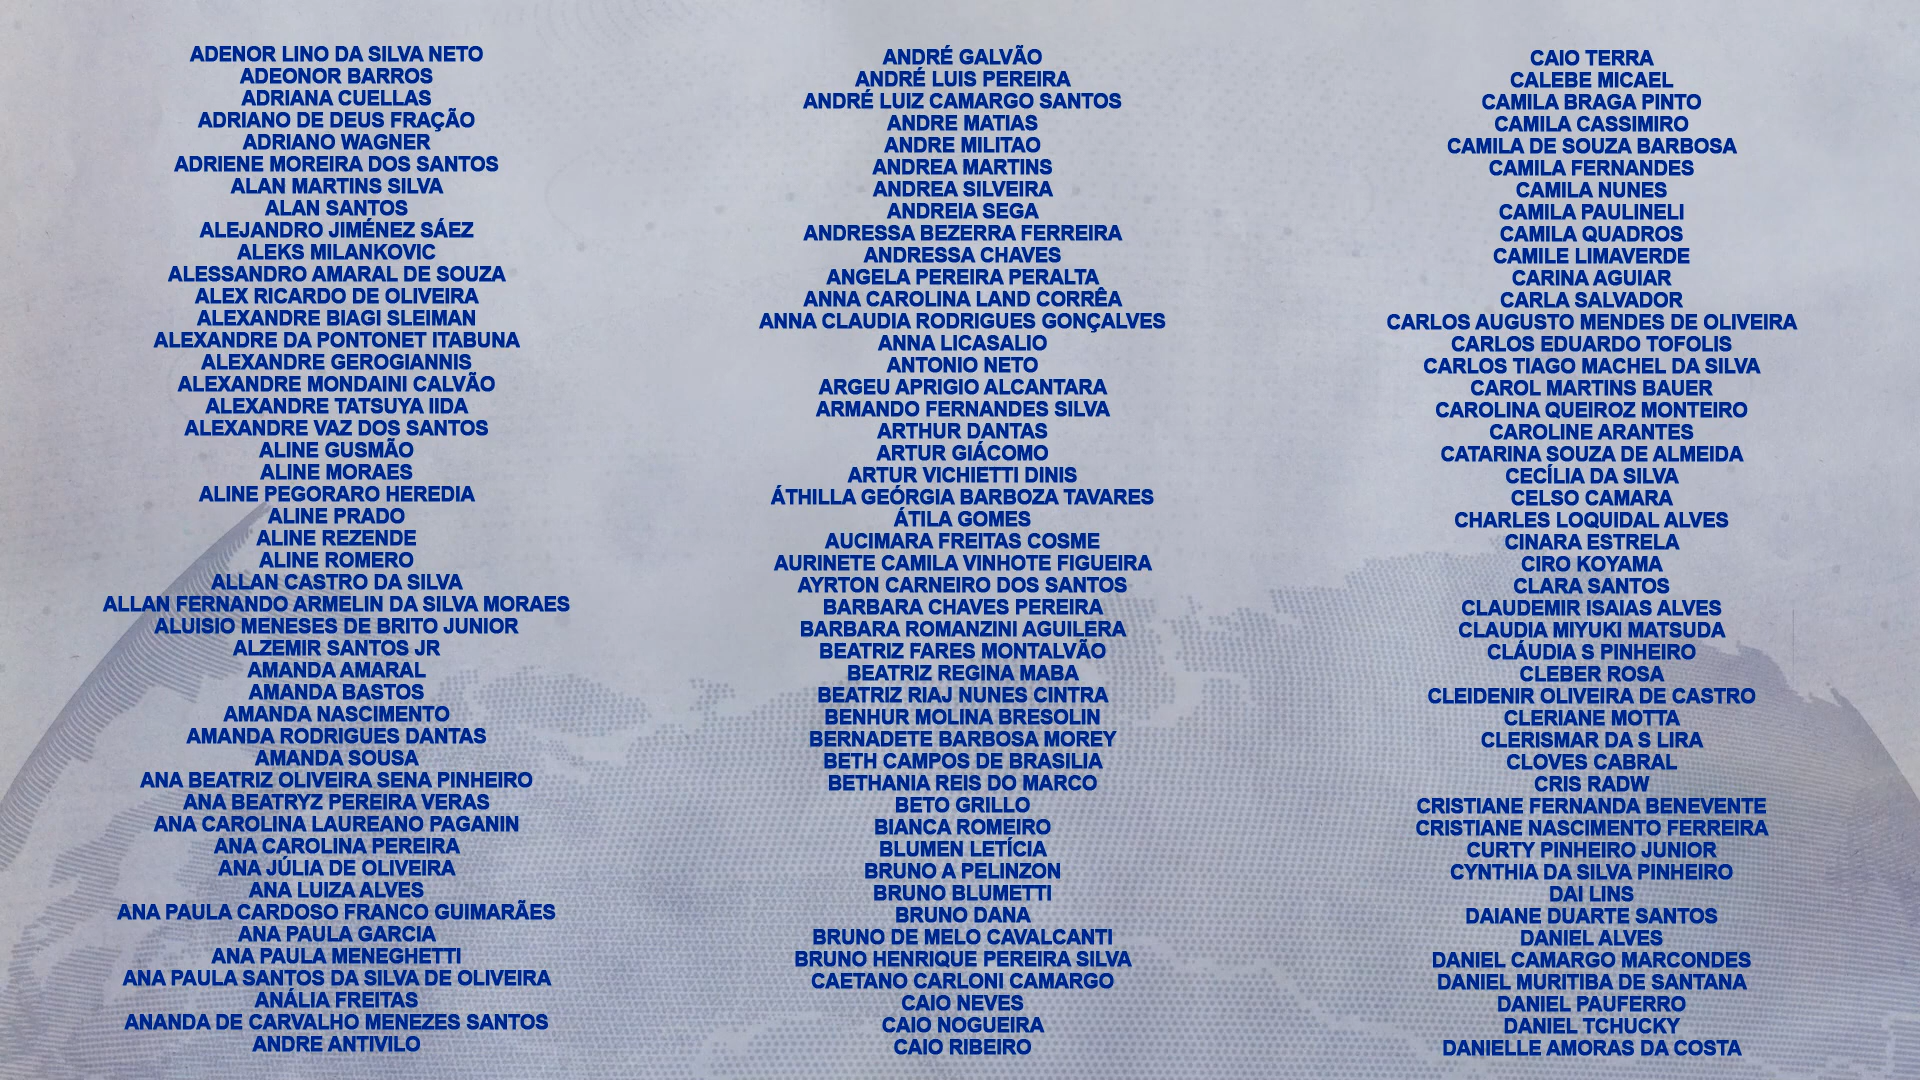 ADENOR LINO DA SILVA NETO
ADEONOR BARROS
ADRIANA CUELLAS
ADRIANO DE DEUS FRAÇÃO
ADRIANO WAGNER
ADRIENE MOREIRA DOS SANTOS
ALAN MARTINS SILVA
ALAN SANTOS
ALEJANDRO JIMÉNEZ SÁEZ
ALEKS MILANKOVIC
ALESSANDRO AMARAL DE SOUZA
ALEX RICARDO DE OLIVEIRA
ALEXANDRE BIAGI SLEIMAN
ALEXANDRE DA PONTONET ITABUNA
ALEXANDRE GEROGIANNIS
ALEXANDRE MONDAINI CALVÃO
ALEXANDRE TATSUYA IIDA
ALEXANDRE VAZ DOS SANTOS
ALINE GUSMÃO
ALINE MORAES
ALINE PEGORARO HEREDIA
ALINE PRADO
ALINE REZENDE
ALINE ROMERO
ALLAN CASTRO DA SILVA
ALLAN FERNANDO ARMELIN DA SILVA MORAES
ALUISIO MENESES DE BRITO JUNIOR
ALZEMIR SANTOS JR
AMANDA AMARAL
AMANDA BASTOS
AMANDA NASCIMENTO
AMANDA RODRIGUES DANTAS
AMANDA SOUSA
ANA BEATRIZ OLIVEIRA SENA PINHEIRO
ANA BEATRYZ PEREIRA VERAS
ANA CAROLINA LAUREANO PAGANIN
ANA CAROLINA PEREIRA
ANA JÚLIA DE OLIVEIRA
ANA LUIZA ALVES
ANA PAULA CARDOSO FRANCO GUIMARÃES
ANA PAULA GARCIA
ANA PAULA MENEGHETTI
ANA PAULA SANTOS DA SILVA DE OLIVEIRA
ANÁLIA FREITAS
ANANDA DE CARVALHO MENEZES SANTOS
ANDRE ANTIVILO
ANDRÉ GALVÃO
ANDRÉ LUIS PEREIRA
ANDRÉ LUIZ CAMARGO SANTOS
ANDRE MATIAS
ANDRE MILITAO
ANDREA MARTINS
ANDREA SILVEIRA
ANDREIA SEGA
ANDRESSA BEZERRA FERREIRA
ANDRESSA CHAVES
ANGELA PEREIRA PERALTA
ANNA CAROLINA LAND CORRÊA
ANNA CLAUDIA RODRIGUES GONÇALVES
ANNA LICASALIO
ANTONIO NETO
ARGEU APRIGIO ALCANTARA
ARMANDO FERNANDES SILVA
ARTHUR DANTAS
ARTUR GIÁCOMO
ARTUR VICHIETTI DINIS
ÁTHILLA GEÓRGIA BARBOZA TAVARES
ÁTILA GOMES
AUCIMARA FREITAS COSME
AURINETE CAMILA VINHOTE FIGUEIRA
AYRTON CARNEIRO DOS SANTOS
BARBARA CHAVES PEREIRA
BARBARA ROMANZINI AGUILERA
BEATRIZ FARES MONTALVÃO
BEATRIZ REGINA MABA
BEATRIZ RIAJ NUNES CINTRA
BENHUR MOLINA BRESOLIN
BERNADETE BARBOSA MOREY
BETH CAMPOS DE BRASILIA
BETHANIA REIS DO MARCO
BETO GRILLO
BIANCA ROMEIRO
BLUMEN LETÍCIA
BRUNO A PELINZON
BRUNO BLUMETTI
BRUNO DANA
BRUNO DE MELO CAVALCANTI
BRUNO HENRIQUE PEREIRA SILVA
CAETANO CARLONI CAMARGO
CAIO NEVES
CAIO NOGUEIRA
CAIO RIBEIRO
CAIO TERRA
CALEBE MICAEL
CAMILA BRAGA PINTO
CAMILA CASSIMIRO
CAMILA DE SOUZA BARBOSA
CAMILA FERNANDES
CAMILA NUNES
CAMILA PAULINELI
CAMILA QUADROS
CAMILE LIMAVERDE
CARINA AGUIAR
CARLA SALVADOR
CARLOS AUGUSTO MENDES DE OLIVEIRA
CARLOS EDUARDO TOFOLIS
CARLOS TIAGO MACHEL DA SILVA
CAROL MARTINS BAUER
CAROLINA QUEIROZ MONTEIRO
CAROLINE ARANTES
CATARINA SOUZA DE ALMEIDA
CECÍLIA DA SILVA
CELSO CAMARA
CHARLES LOQUIDAL ALVES
CINARA ESTRELA
CIRO KOYAMA
CLARA SANTOS
CLAUDEMIR ISAIAS ALVES
CLAUDIA MIYUKI MATSUDA
CLÁUDIA S PINHEIRO
CLEBER ROSA
CLEIDENIR OLIVEIRA DE CASTRO
CLERIANE MOTTA
CLERISMAR DA S LIRA
CLOVES CABRAL
CRIS RADW
CRISTIANE FERNANDA BENEVENTE
CRISTIANE NASCIMENTO FERREIRA
CURTY PINHEIRO JUNIOR
CYNTHIA DA SILVA PINHEIRO
DAI LINS
DAIANE DUARTE SANTOS
DANIEL ALVES
DANIEL CAMARGO MARCONDES
DANIEL MURITIBA DE SANTANA
DANIEL PAUFERRO
DANIEL TCHUCKY
DANIELLE AMORAS DA COSTA